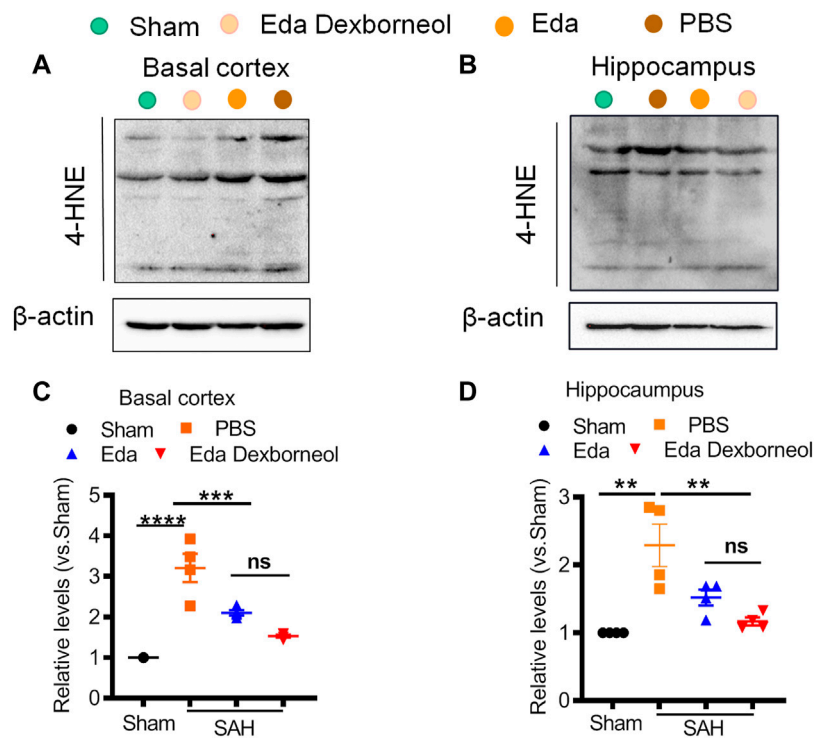 Sham Eda Dexborneol Eda PBS
A
Basal cortex
4-HNE
β-actin
B
Hippocampus
4-HNE
β-actin
C
Basal cortex
Sham PBS
Eda Eda Dexborneol
Relative levels (vs.Sham)
5
4
3
2
1
0
****
***
ns
Sham
SAH
D
Hippocaumpus
Sham PBS
Eda Eda Dexborneol
Relative levels (vs.Sham)
3
2
1
0
** **
ns
Sham
SAH